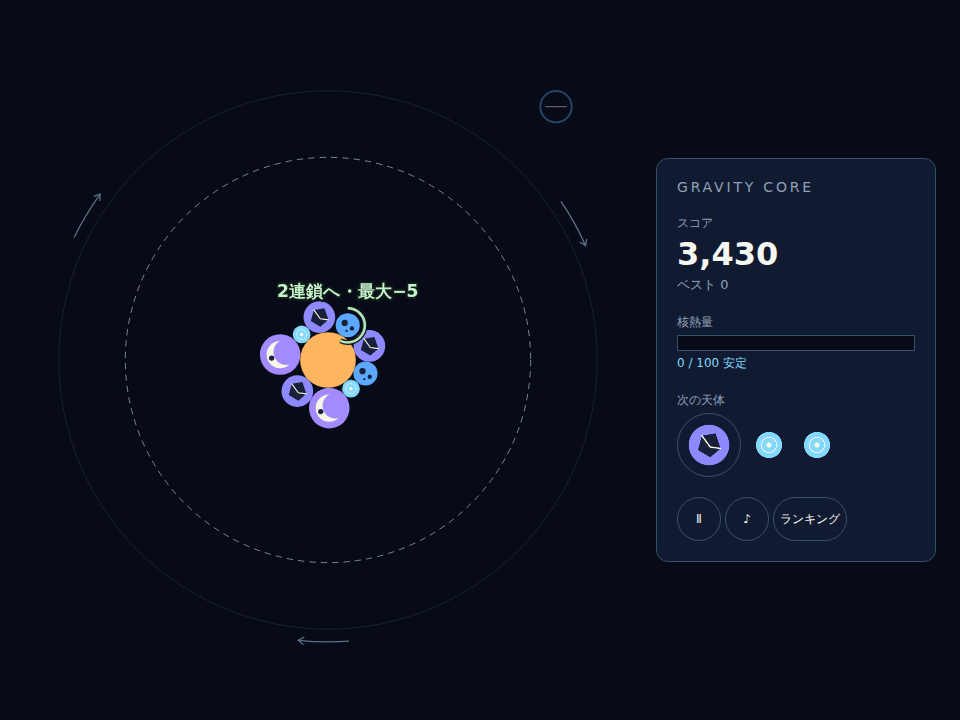 2連鎖へ・最大−5
GRAVITY CORE
スコア
3,430
ベスト 0
核熱量
0 / 100 安定
次の天体
Ⅱ
♪
ランキング